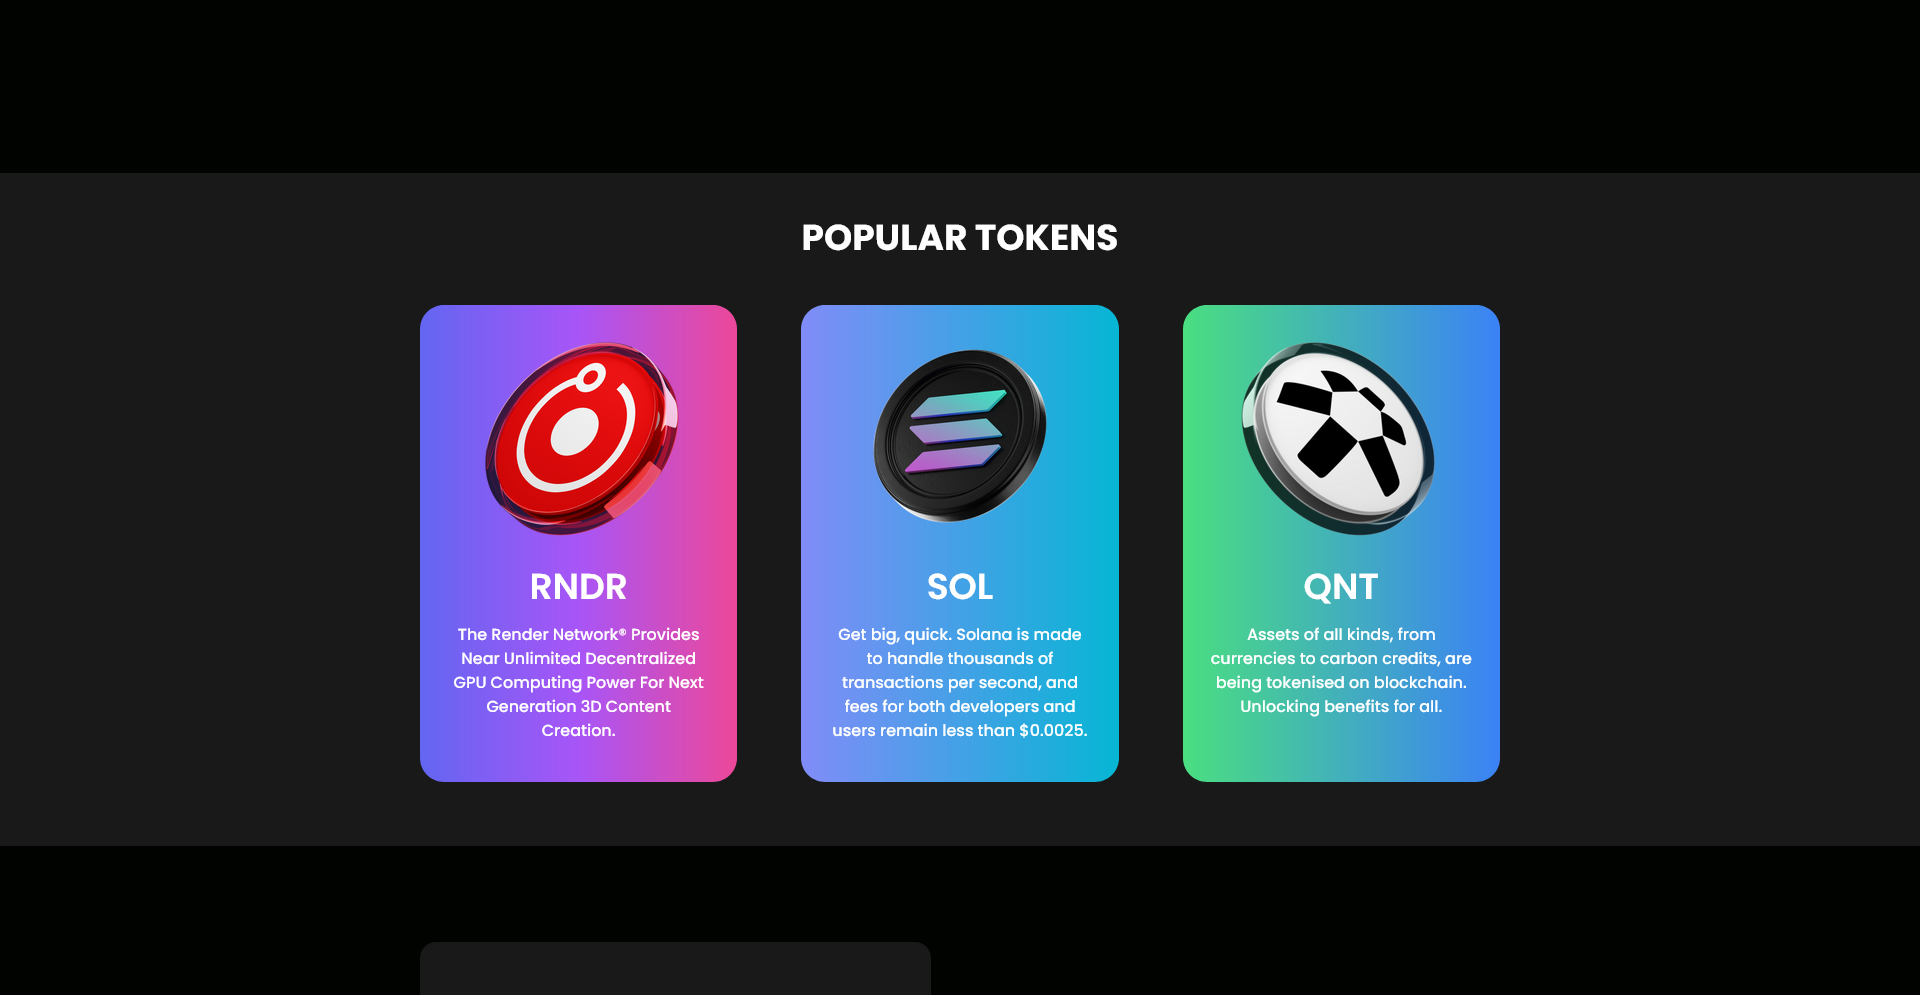 POPULAR TOKENS
RNDR
The Render Network® Provides
Near Unlimited Decentralized
GPU Computing Power For Next
Generation 3D Content
Creation.
SOL
Get big, quick. Solana is made
to handle thousands of
transactions per second, and
fees for both developers and
users remain less than $0.0025.
QNT
Assets of all kinds, from
currencies to carbon credits, are
being tokenised on blockchain.
Unlocking benefits for all.